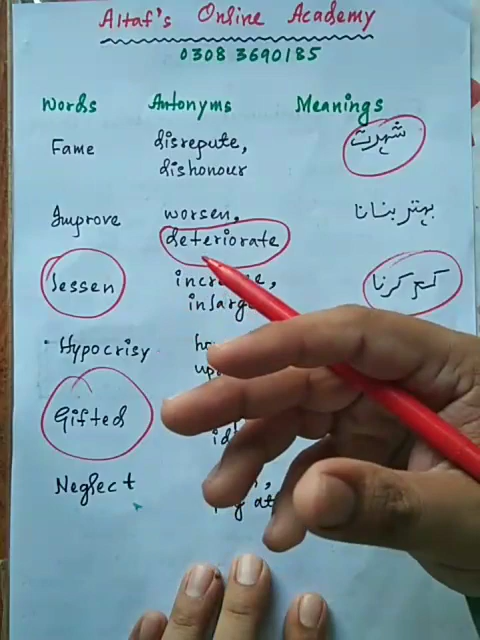 Altaf's Online Academy
0308 3690185
Words Antonyms Meanings
Fame disrepute, شہرت
dishonour
Improve worsen, بہتر بنانا
deteriorate
lessen کم کرنا
Hypocrisy
Gifted
Neglect